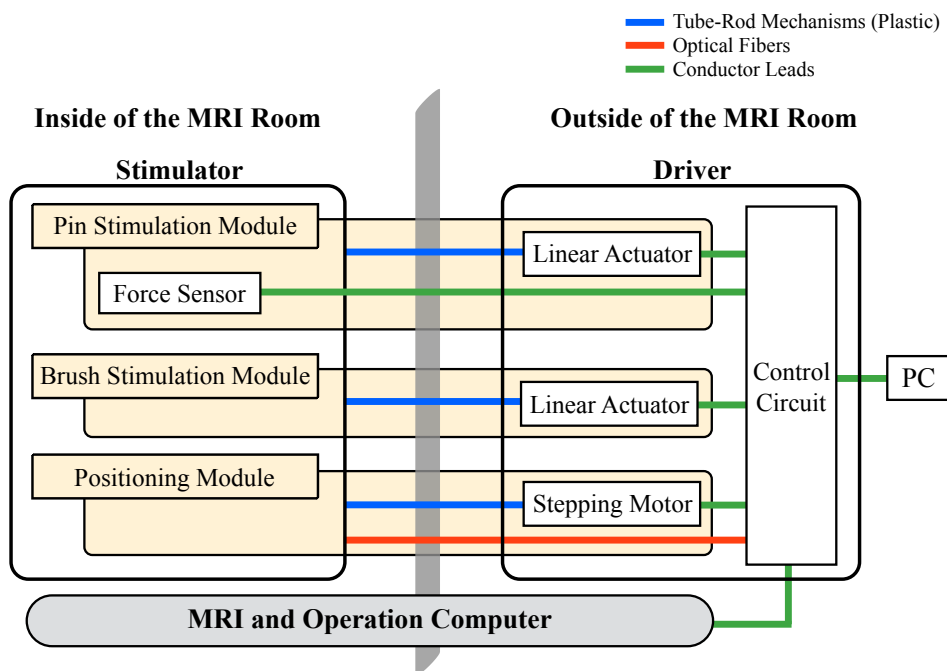 Tube-Rod Mechanisms (Plastic)
Optical Fibers
Conductor Leads
Inside of the MRI Room
Outside of the MRI Room
Stimulator
Driver
Pin Stimulation Module
Linear Actuator
Force Sensor
Brush Stimulation Module
Linear Actuator
Control
Circuit
PC
Positioning Module
Stepping Motor
MRI and Operation Computer